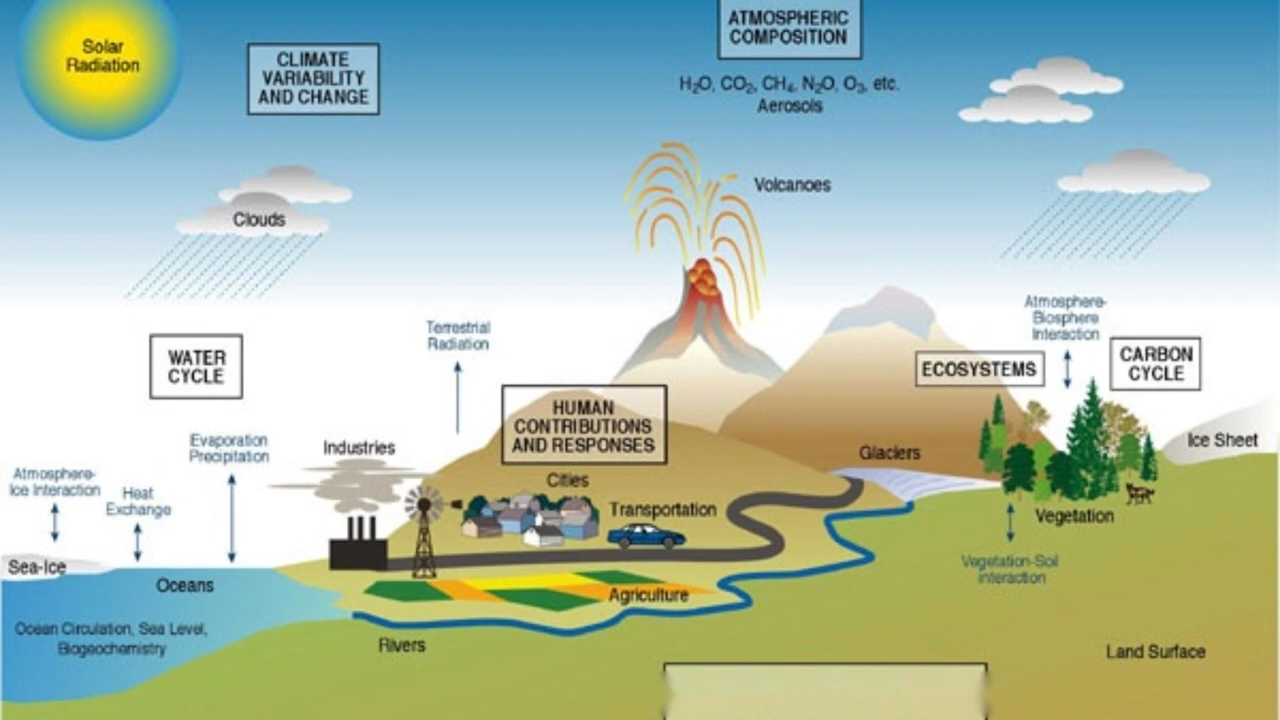 Solar
Radiation
CLIMATE
VARIABILITY
AND CHANGE
ATMOSPHERIC
COMPOSITION
H₂O, CO₂, CH₄, N₂O, O₃, etc.
Aerosols
Volcanoes
Clouds
Atmosphere-
Biosphere
Interaction
Terrestrial
Radiation
WATER
CYCLE
ECOSYSTEMS
CARBON
CYCLE
HUMAN
CONTRIBUTIONS
AND RESPONSES
Evaporation
Precipitation
Industries
Glaciers
Ice Sheet
Atmosphere-
Ice Interaction
Heat
Exchange
Cities
Transportation
Vegetation
Sea-Ice
Oceans
Vegetation-Soil
interaction
Agriculture
Ocean Circulation, Sea Level,
Biogeochemistry
Rivers
Land Surface